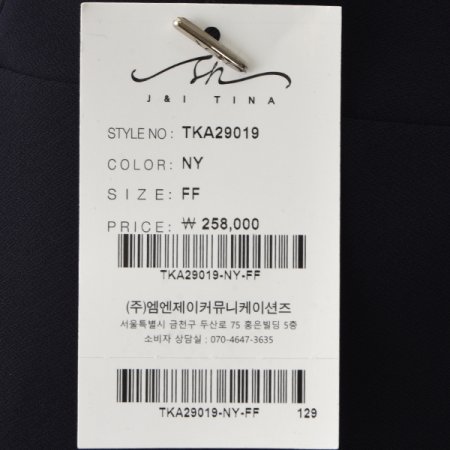 J & I TINA
STYLE NO : TKA29019
COLOR: NY
SIZE: FF
PRICE: ₩ 258,000
TKA29019-NY-FF
(주)엠엔제이커뮤니케이션즈
서울특별시 금천구 두산로 75 홍은빌딩 5층
소비자 상담실 : 070-4647-3635
TKA29019-NY-FF 129